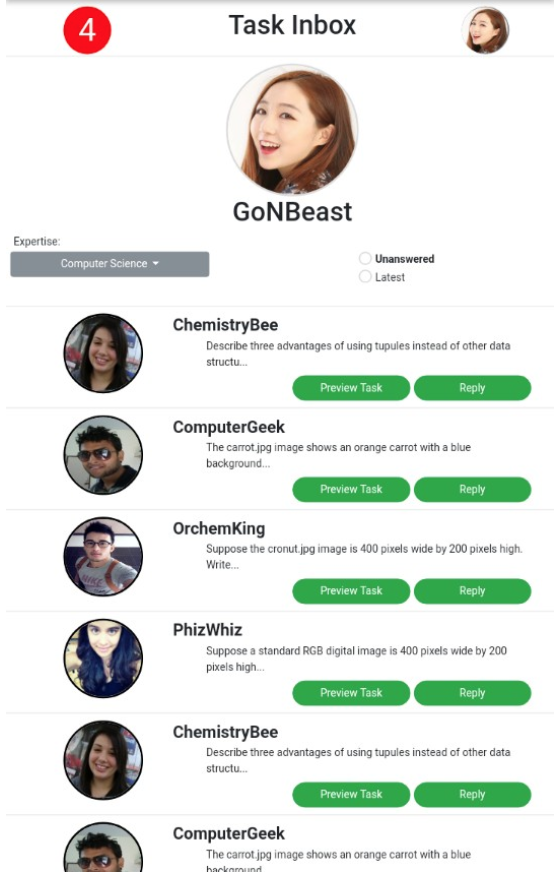 4
Task Inbox
GoNBeast
Expertise:
Computer Science
Unanswered
Latest
ChemistryBee
Describe three advantages of using tupules instead of other data
structu...
Preview Task
Reply
ComputerGeek
The carrot.jpg image shows an orange carrot with a blue
background...
Preview Task
Reply
OrchemKing
Suppose the cronut.jpg image is 400 pixels wide by 200 pixels high.
Write...
Preview Task
Reply
PhizWhiz
Suppose a standard RGB digital image is 400 pixels wide by 200
pixels high...
Preview Task
Reply
ChemistryBee
Describe three advantages of using tupules instead of other data
structu...
Preview Task
Reply
ComputerGeek
The carrot.jpg image shows an orange carrot with a blue
background